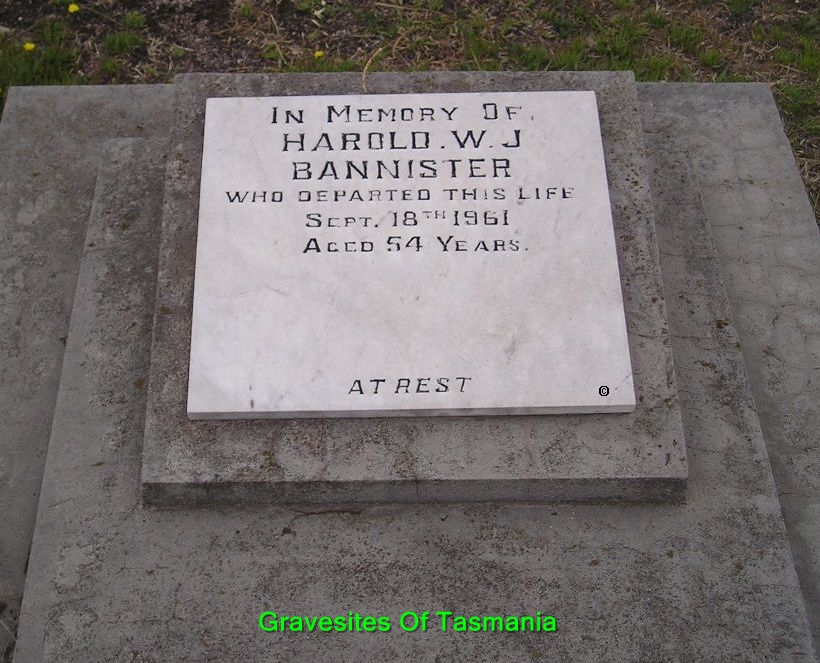 IN MEMORY OF.
HAROLD.W.J
BANNISTER
WHO DEPARTED THIS LIFE
SEPT. 18TH 1961
AGED 54 YEARS.
AT REST
©
Gravesites Of Tasmania